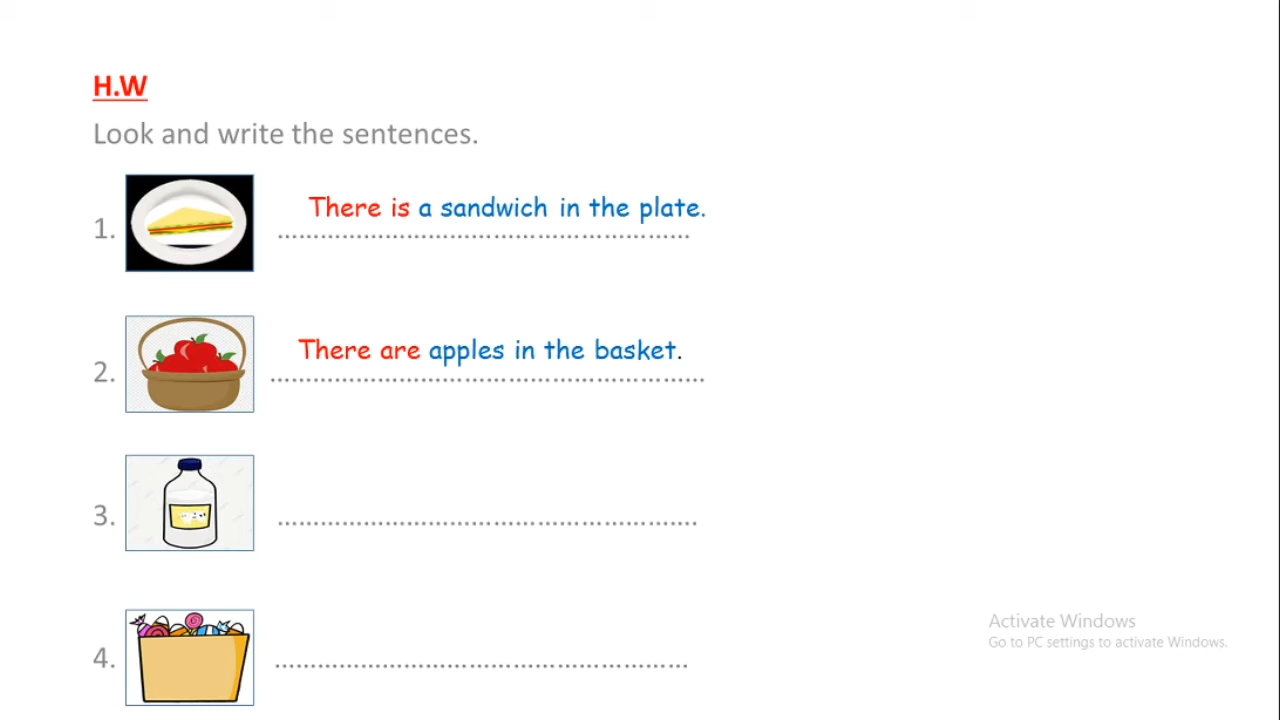 H.W
Look and write the sentences.
1. There is a sandwich in the plate.
………………………………………………………
2. There are apples in the basket.
…………………………………………………………
3. ……………………………………………………….
4. ………………………………………………………
Activate Windows
Go to PC settings to activate Windows.